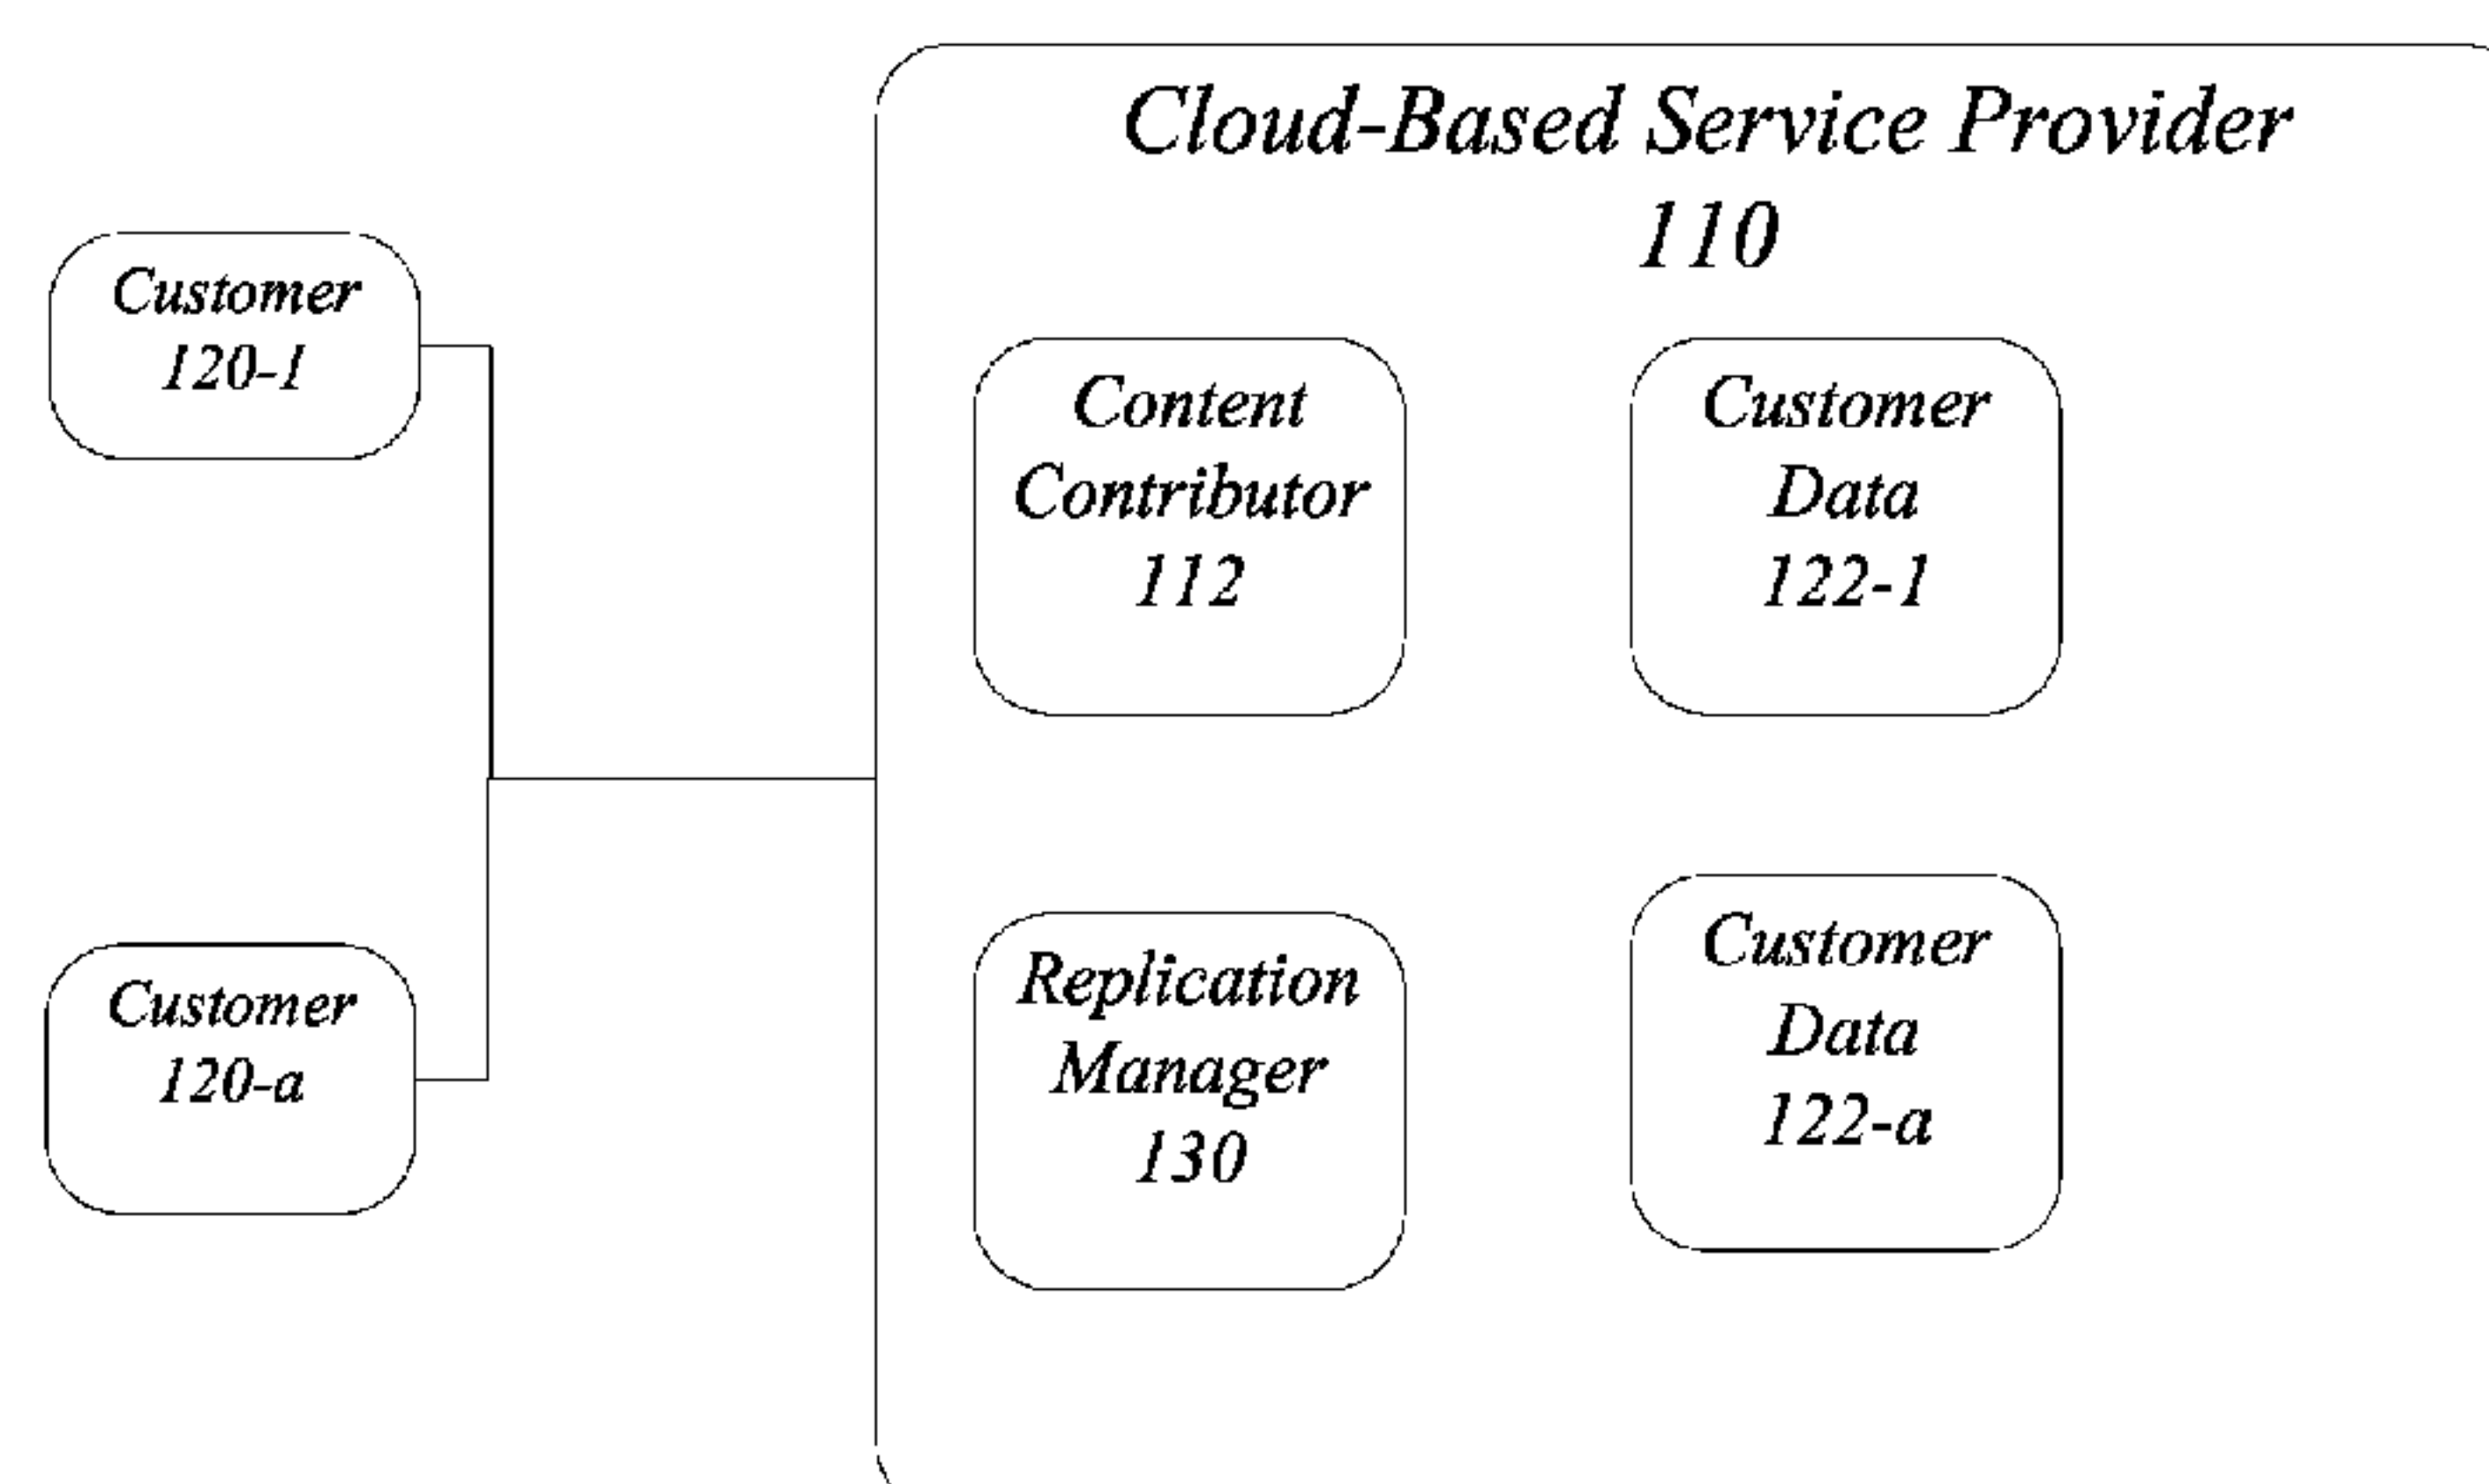 Cloud-Based Service Provider
110
Customer
120-1
Content
Contributor
112
Customer
Data
122-1
Customer
120-a
Replication
Manager
130
Customer
Data
122-a